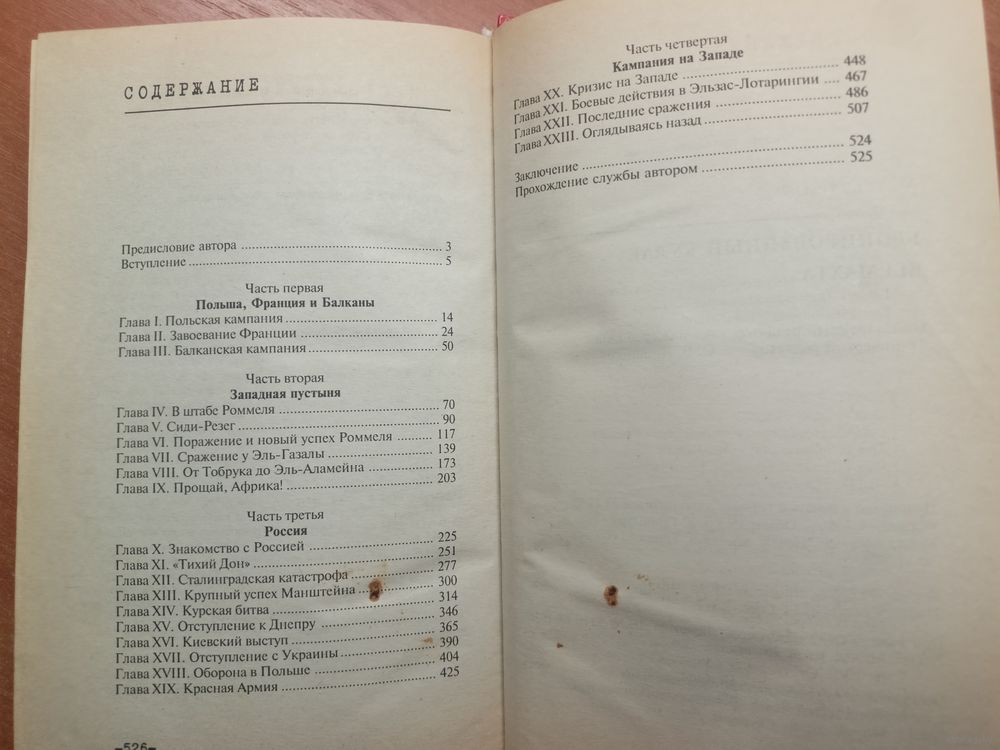 СОДЕРЖАНИЕ
Предисловие автора ........ 3
Вступление ........ 5
Часть первая
Польша, Франция и Балканы
Глава I. Польская кампания ........ 14
Глава II. Завоевание Франции ........ 24
Глава III. Балканская кампания ........ 50
Часть вторая
Западная пустыня
Глава IV. В штабе Роммеля ........ 70
Глава V. Сиди-Резег ........ 90
Глава VI. Поражение и новый успех Роммеля ........ 117
Глава VII. Сражение у Эль-Газалы ........ 139
Глава VIII. От Тобрука до Эль-Аламейна ........ 173
Глава IX. Прощай, Африка! ........ 203
Часть третья
Россия
Глава X. Знакомство с Россией ........ 225
Глава XI. «Тихий Дон» ........ 251
Глава XII. Сталинградская катастрофа ........ 277
Глава XIII. Крупный успех Манштейна ........ 300
Глава XIV. Курская битва ........ 314
Глава XV. Отступление к Днепру ........ 346
Глава XVI. Киевский выступ ........ 365
Глава XVII. Отступление с Украины ........ 390
Глава XVIII. Оборона в Польше ........ 404
Глава XIX. Красная Армия ........ 425
–526–
Часть четвертая
Кампания на Западе
Глава XX. Кризис на Западе ........ 448
Глава XXI. Боевые действия в Эльзас-Лотарингии .... 467
Глава XXII. Последние сражения ........ 486
Глава XXIII. Оглядываясь назад ........ 507
Заключение ........ 524
Прохождение службы автором ........ 525